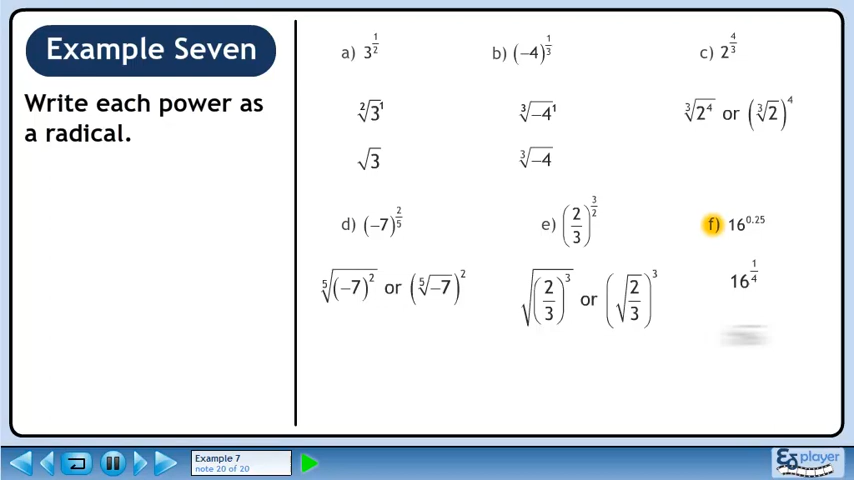 Example Seven
Write each power as
a radical.
a) 3^(1/2)
b) (−4)^(1/3)
c) 2^(4/3)
²√3¹
³√−4¹
³√2⁴ or (³√2)⁴
√3
³√−4
d) (−7)^(2/5)
e) (2/3)^(3/2)
f) 16^0.25
⁵√(−7)² or (⁵√−7)²
√(2/3)³ or (√2/3)³
16^(1/4)
Example 7
note 20 of 20
player